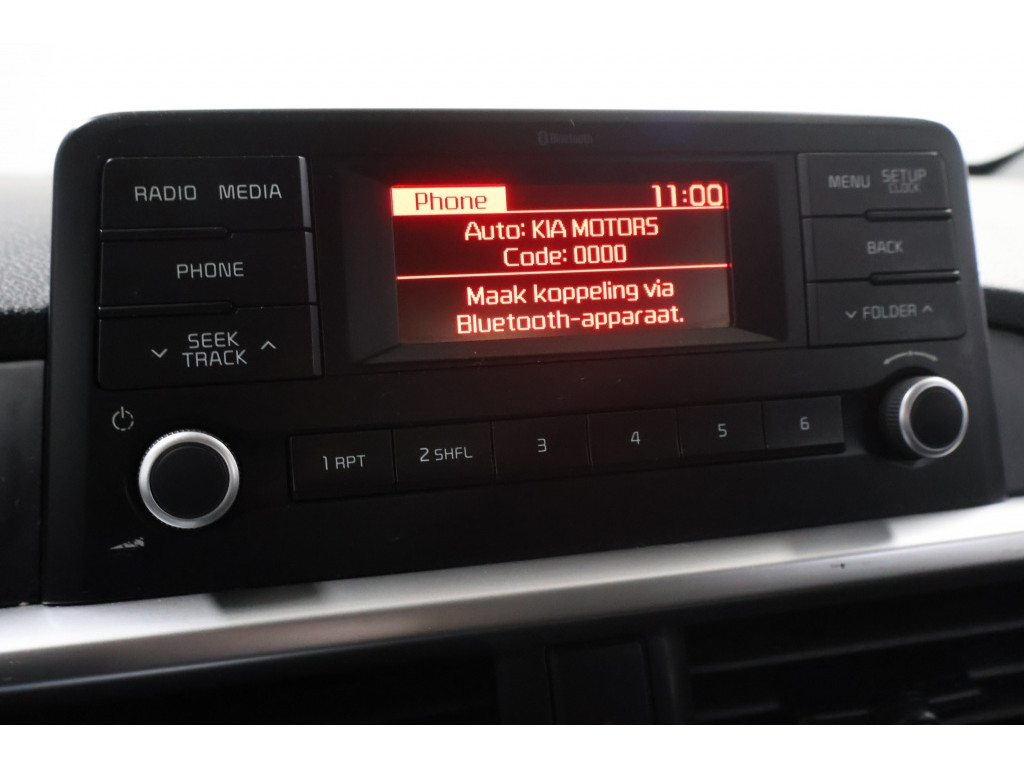 Bluetooth
RADIO MEDIA
PHONE
SEEK
TRACK
Phone 11:00
Auto: KIA MOTORS
Code: 0000
Maak koppeling via
Bluetooth-apparaat.
MENU SETUP
CLOCK
BACK
FOLDER
1 RPT
2 SHFL
3
4
5
6